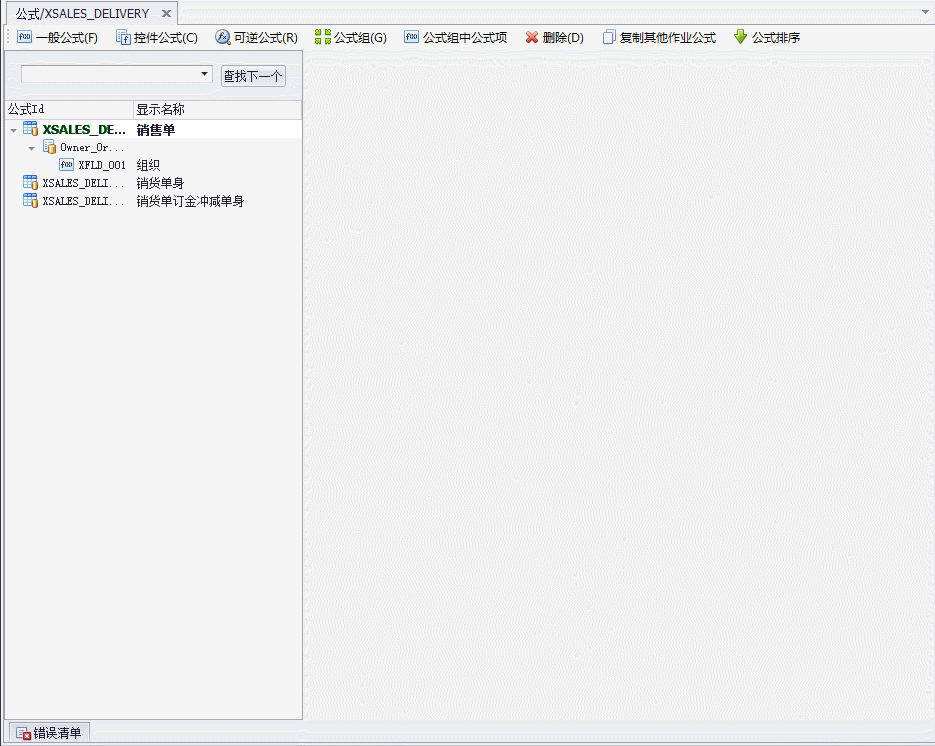 公式/XSALES_DELIVERY
一般公式(F) 控件公式(C) 可逆公式(R) 公式组(G) 公式组中公式项 删除(D) 复制其他作业公式 公式排序
查找下一个
公式Id 显示名称
XSALES_DE... 销售单
Owner_Or...
XFLD_001 组织
XSALES_DELI... 销货单身
XSALES_DELI... 销货单订金冲减单身
错误清单